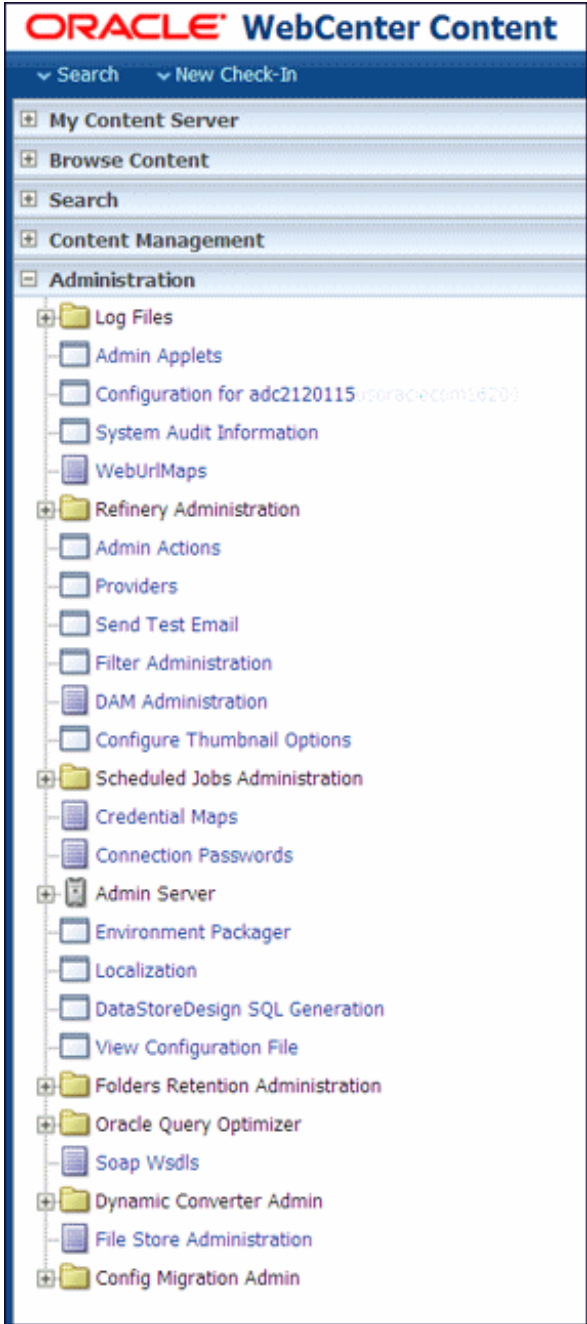 ORACLE WebCenter Content
Search New Check-In
My Content Server
Browse Content
Search
Content Management
Administration
Log Files
Admin Applets
Configuration for adc2120115
System Audit Information
WebUrlMaps
Refinery Administration
Admin Actions
Providers
Send Test Email
Filter Administration
DAM Administration
Configure Thumbnail Options
Scheduled Jobs Administration
Credential Maps
Connection Passwords
Admin Server
Environment Packager
Localization
DataStoreDesign SQL Generation
View Configuration File
Folders Retention Administration
Oracle Query Optimizer
Soap Wsdls
Dynamic Converter Admin
File Store Administration
Config Migration Admin